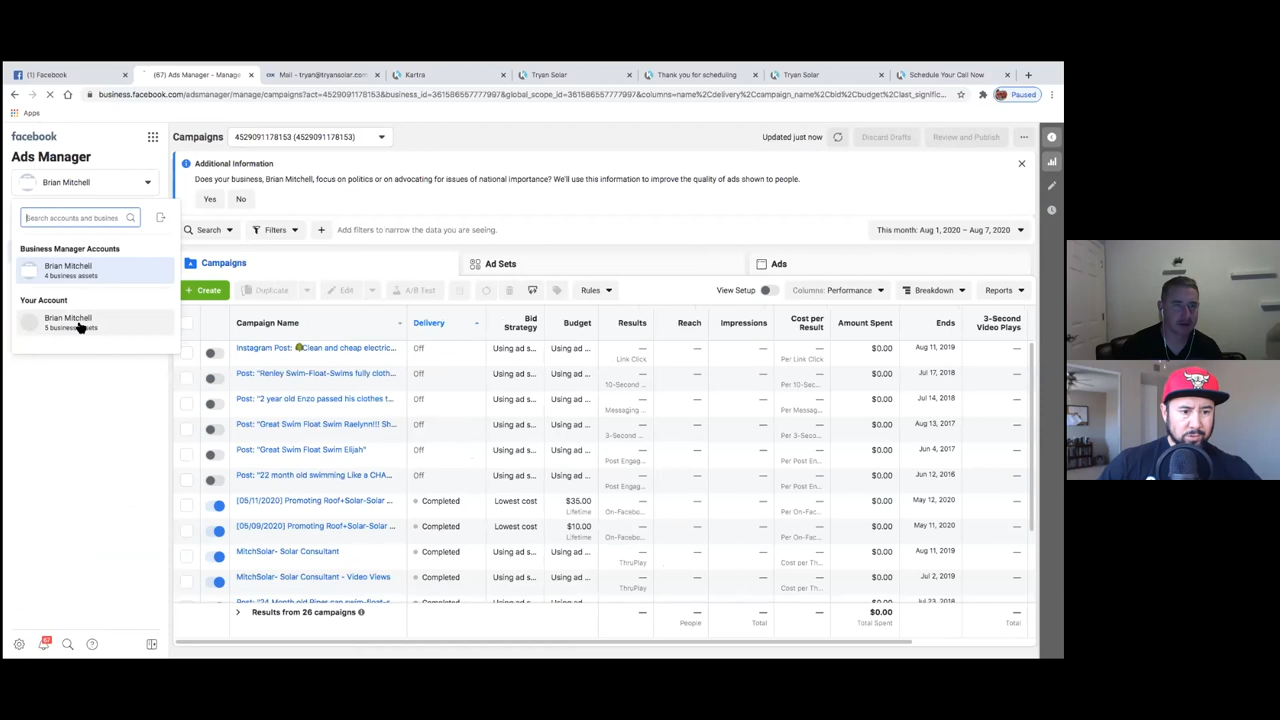 (1) Facebook
(67) Ads Manager - Manage
Mail - tryan@tryansolar.com
Kartra
Tryan Solar
Thank you for scheduling
Tryan Solar
Schedule Your Call Now
business.facebook.com/adsmanager/manage/campaigns?act=4529091178153&business_id=361586557777997&global_scope_id=361586557777997&columns=name%2Cdelivery%2Ccampaign_name%2Cbid%2Cbudget%2Clast_signific...
Paused
Apps
facebook
Ads Manager
Brian Mitchell
Search accounts and busines
Business Manager Accounts
Brian Mitchell
4 business assets
Your Account
Brian Mitchell
5 business assets
67
Campaigns
4529091178153 (4529091178153)
Updated just now
Discard Drafts
Review and Publish
Additional Information
Does your business, Brian Mitchell, focus on politics or on advocating for issues of national importance? We'll use this information to improve the quality of ads shown to people.
Yes No
Search
Filters
Add filters to narrow the data you are seeing.
This month: Aug 1, 2020 – Aug 7, 2020
Campaigns
Ad Sets
Ads
+ Create
Duplicate
Edit
A/B Test
Rules
View Setup
Columns: Performance
Breakdown
Reports
Campaign Name Delivery Bid Strategy Budget Results Reach Impressions Cost per Result Amount Spent Ends 3-Second Video Plays
Instagram Post: Clean and cheap electric... Off Using ad s... Using ad ... — — — — $0.00 Aug 11, 2019 —
Link Click Per Link Click
Post: "Renley Swim-Float-Swims fully cloth... Off Using ad s... Using ad ... — — — — $0.00 Jul 17, 2018 —
10-Second ... Per 10-Sec...
Post: "2 year old Enzo passed his clothes t... Off Using ad s... Using ad ... — — — — $0.00 Jul 14, 2018 —
Messaging ... Per Messag...
Post: "Great Swim Float Swim Raelynn!!! Sh... Off Using ad s... Using ad ... — — — — $0.00 Aug 13, 2017 —
3-Second ... Per 3-Seco...
Post: "Great Swim Float Swim Elijah" Off Using ad s... Using ad ... — — — — $0.00 Jun 4, 2017 —
Post Engag... Per Post En...
Post: "22 month old swimming Like a CHA... Off Using ad s... Using ad ... — — — — $0.00 Jun 12, 2016 —
Post Engag... Per Post En...
[05/11/2020] Promoting Roof+Solar-Solar ... Completed Lowest cost $35.00 — — — — $0.00 May 12, 2020 —
Lifetime On-Facebo... Per On-Fac...
[05/09/2020] Promoting Roof+Solar-Solar ... Completed Lowest cost $10.00 — — — — $0.00 May 11, 2020 —
Lifetime On-Facebo... Per On-Fac...
MitchSolar- Solar Consultant Completed Using ad s... Using ad ... — — — — $0.00 Aug 11, 2019 —
ThruPlay Cost per Th...
MitchSolar- Solar Consultant - Video Views Completed Using ad s... Using ad ... — — — — $0.00 Jul 2, 2019 —
ThruPlay Cost per Th...
Results from 26 campaigns — — — — $0.00 —
People Total Total Spent Total